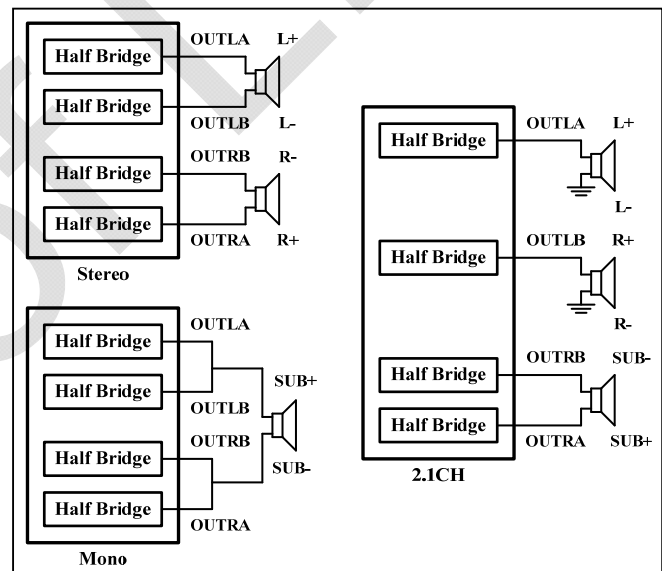 Half Bridge OUTLA L+
Half Bridge OUTLB L-
Half Bridge OUTRB R-
Half Bridge OUTRA R+
Stereo
Half Bridge OUTLA
Half Bridge OUTLB SUB+
Half Bridge OUTRB SUB-
Half Bridge OUTRA
Mono
Half Bridge OUTLA L+
L-
Half Bridge OUTLB R+
R-
Half Bridge OUTRB SUB-
Half Bridge OUTRA SUB+
2.1CH